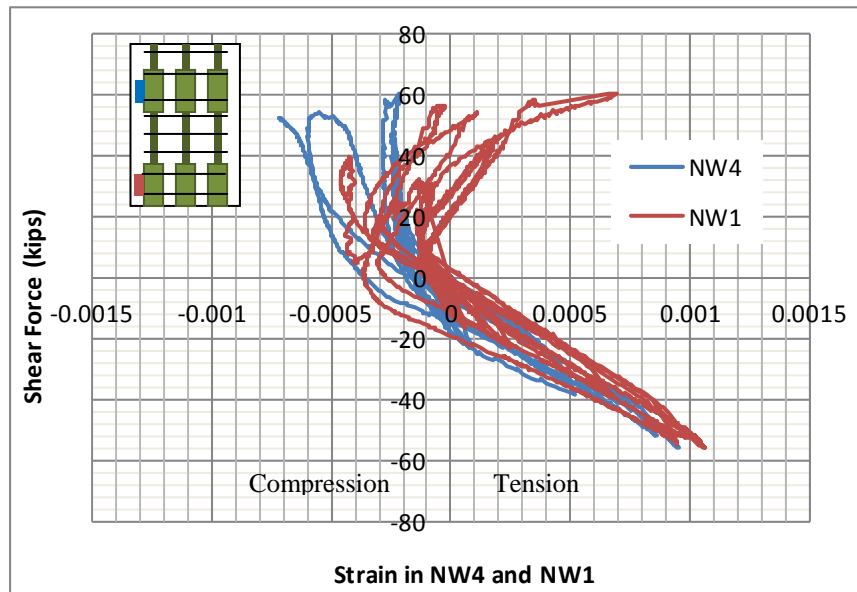 80
60
40
20
0
-20
-40
-60
-80
-0.0015
-0.001
-0.0005
0
0.0005
0.001
0.0015
NW4
NW1
Compression
Tension
Shear Force (kips)
Strain in NW4 and NW1